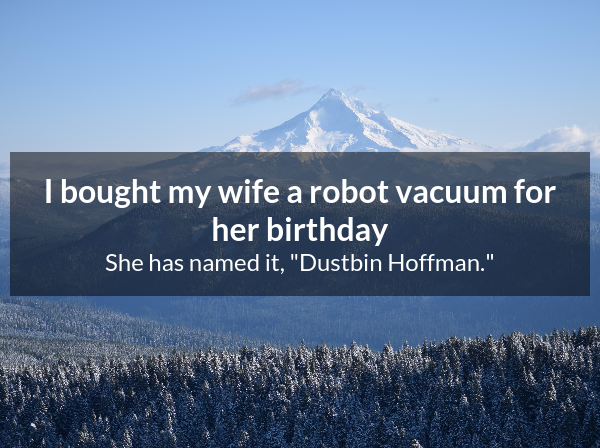 I bought my wife a robot vacuum for
her birthday
She has named it, "Dustbin Hoffman."